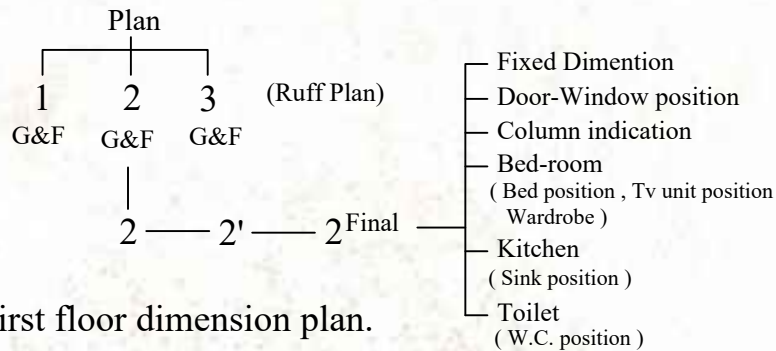 Plan
1 2 3 (Ruff Plan)
G&F G&F G&F
2 2' 2 Final
Fixed Dimention
Door-Window position
Column indication
Bed-room
( Bed position , Tv unit position
Wardrobe )
Kitchen
( Sink position )
Toilet
( W.C. position )
irst floor dimension plan.